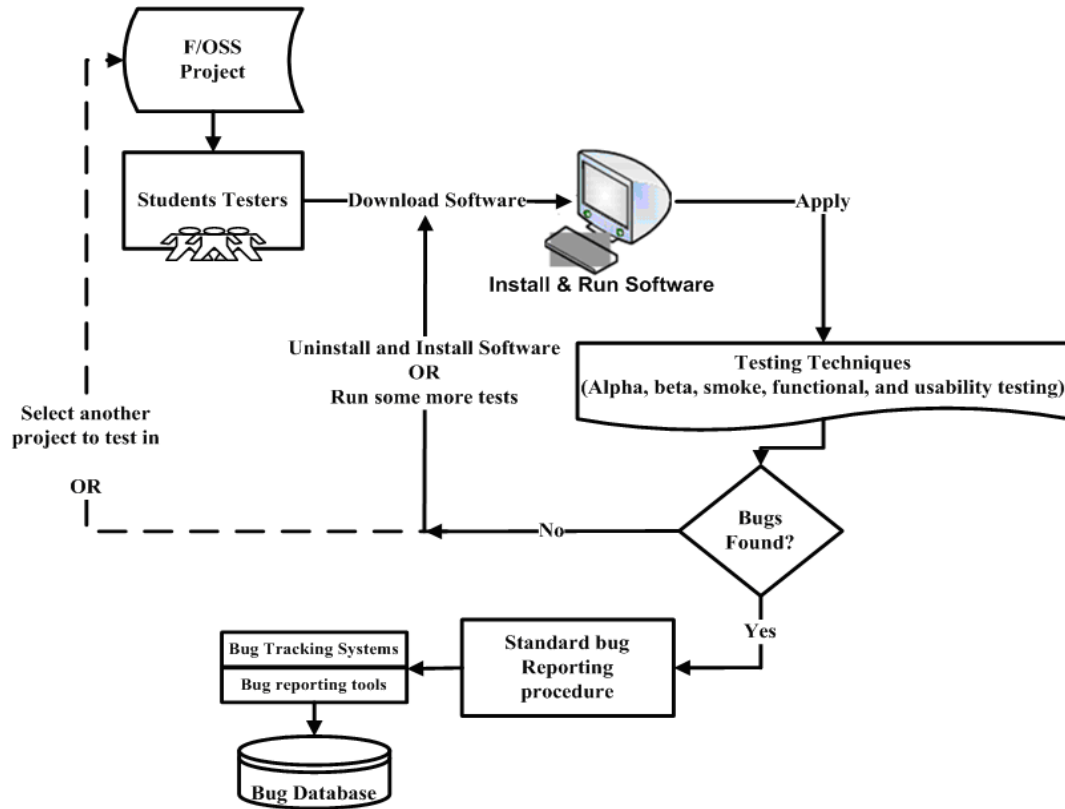 F/OSS
Project
Students Testers
Download Software
Install & Run Software
Apply
Testing Techniques
(Alpha, beta, smoke, functional, and usability testing)
Uninstall and Install Software
OR
Run some more tests
Select another
project to test in
OR
Bugs
Found?
No
Yes
Standard bug
Reporting
procedure
Bug Tracking Systems
Bug reporting tools
Bug Database